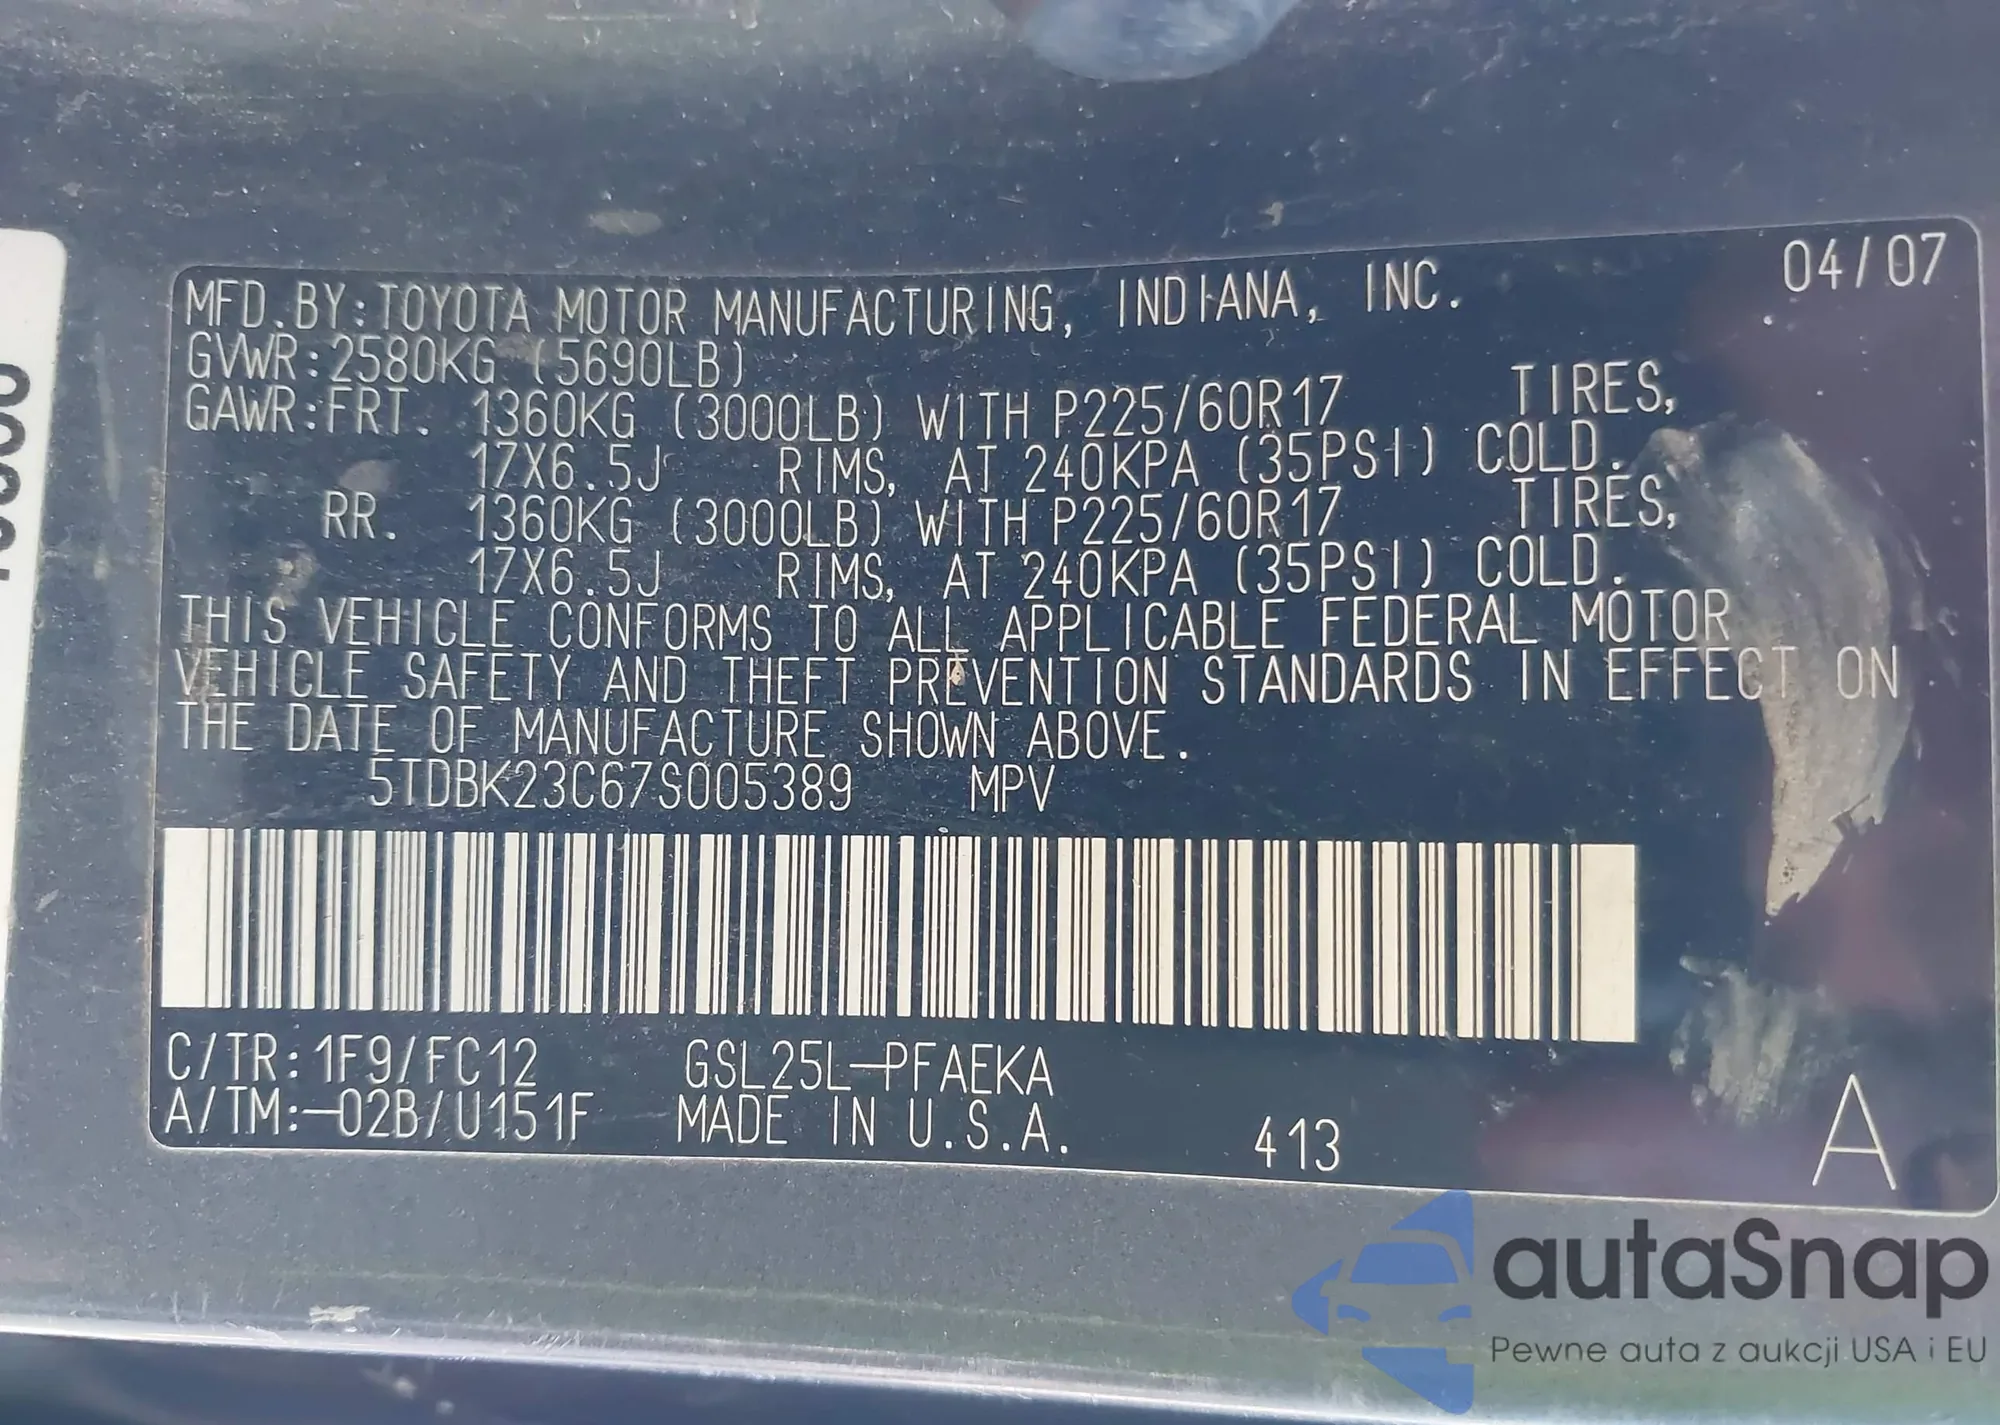 04/07
MFD.BY:TOYOTA MOTOR MANUFACTURING, INDIANA, INC.
GVWR:2580KG (5690LB)
GAWR:FRT. 1360KG (3000LB) WITH P225/60R17 TIRES,
17X6.5J RIMS, AT 240KPA (35PSI) COLD.
RR. 1360KG (3000LB) WITH P225/60R17 TIRES,
17X6.5J RIMS, AT 240KPA (35PSI) COLD.
THIS VEHICLE CONFORMS TO ALL APPLICABLE FEDERAL MOTOR
VEHICLE SAFETY AND THEFT PREVENTION STANDARDS IN EFFECT ON
THE DATE OF MANUFACTURE SHOWN ABOVE.
5TDBK23C67S005389 MPV
C/TR:1F9/FC12 GSL25L-PFAEKA
A/TM:-02B/U151F MADE IN U.S.A. 413 A
autaSnap
Pewne auta z aukcji USA i EU